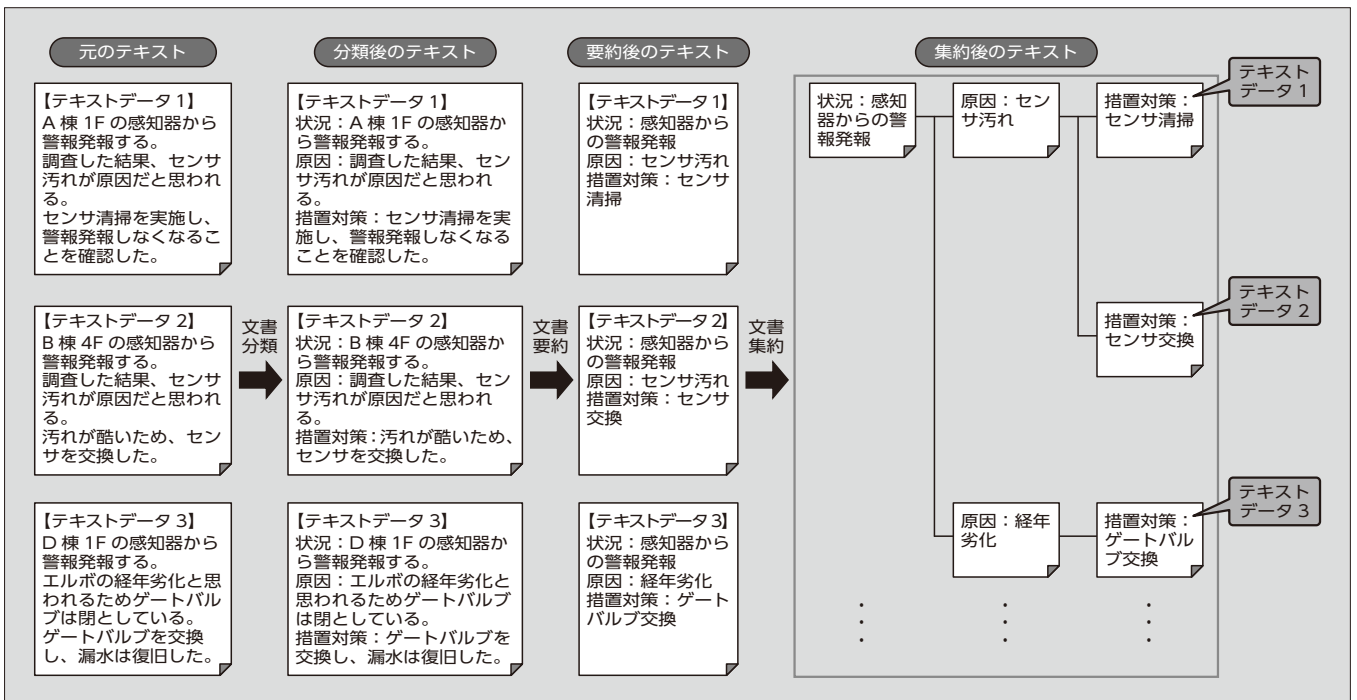 元のテキスト
分類後のテキスト
要約後のテキスト
集約後のテキスト
【テキストデータ 1】
A 棟 1F の感知器から
警報発報する。
調査した結果、センサ
汚れが原因だと思われ
る。
センサ清掃を実施し、
警報発報しなくなるこ
とを確認した。
【テキストデータ 2】
B 棟 4F の感知器から
警報発報する。
調査した結果、センサ
汚れが原因だと思われ
る。
汚れが酷いため、セン
サを交換した。
【テキストデータ 3】
D 棟 1F の感知器から
警報発報する。
エルボの経年劣化と思
われるためゲートバル
ブは閉としている。
ゲートバルブを交換
し、漏水は復旧した。
文書
分類
【テキストデータ 1】
状況：A 棟 1F の感知器か
ら警報発報する。
原因：調査した結果、セン
サ汚れが原因だと思われ
る。
措置対策：センサ清掃を実
施し、警報発報しなくなる
ことを確認した。
【テキストデータ 2】
状況：B 棟 4F の感知器か
ら警報発報する。
原因：調査した結果、セン
サ汚れが原因だと思われ
る。
措置対策：汚れが酷いため、
センサを交換した。
【テキストデータ 3】
状況：D 棟 1F の感知器か
ら警報発報する。
原因：エルボの経年劣化と
思われるためゲートバルブ
は閉としている。
措置対策：ゲートバルブを
交換し、漏水は復旧した。
文書
要約
【テキストデータ 1】
状況：感知器から
の警報発報
原因：センサ汚れ
措置対策：センサ
清掃
【テキストデータ 2】
状況：感知器から
の警報発報
原因：センサ汚れ
措置対策：センサ
交換
【テキストデータ 3】
状況：感知器から
の警報発報
原因：経年劣化
措置対策：ゲート
バルブ交換
文書
集約
状況：感知
器からの警
報発報
原因：セン
サ汚れ
措置対策：
センサ清掃
テキスト
データ 1
措置対策：
センサ交換
テキスト
データ 2
原因：経年
劣化
措置対策：
ゲートバル
ブ交換
テキスト
データ 3